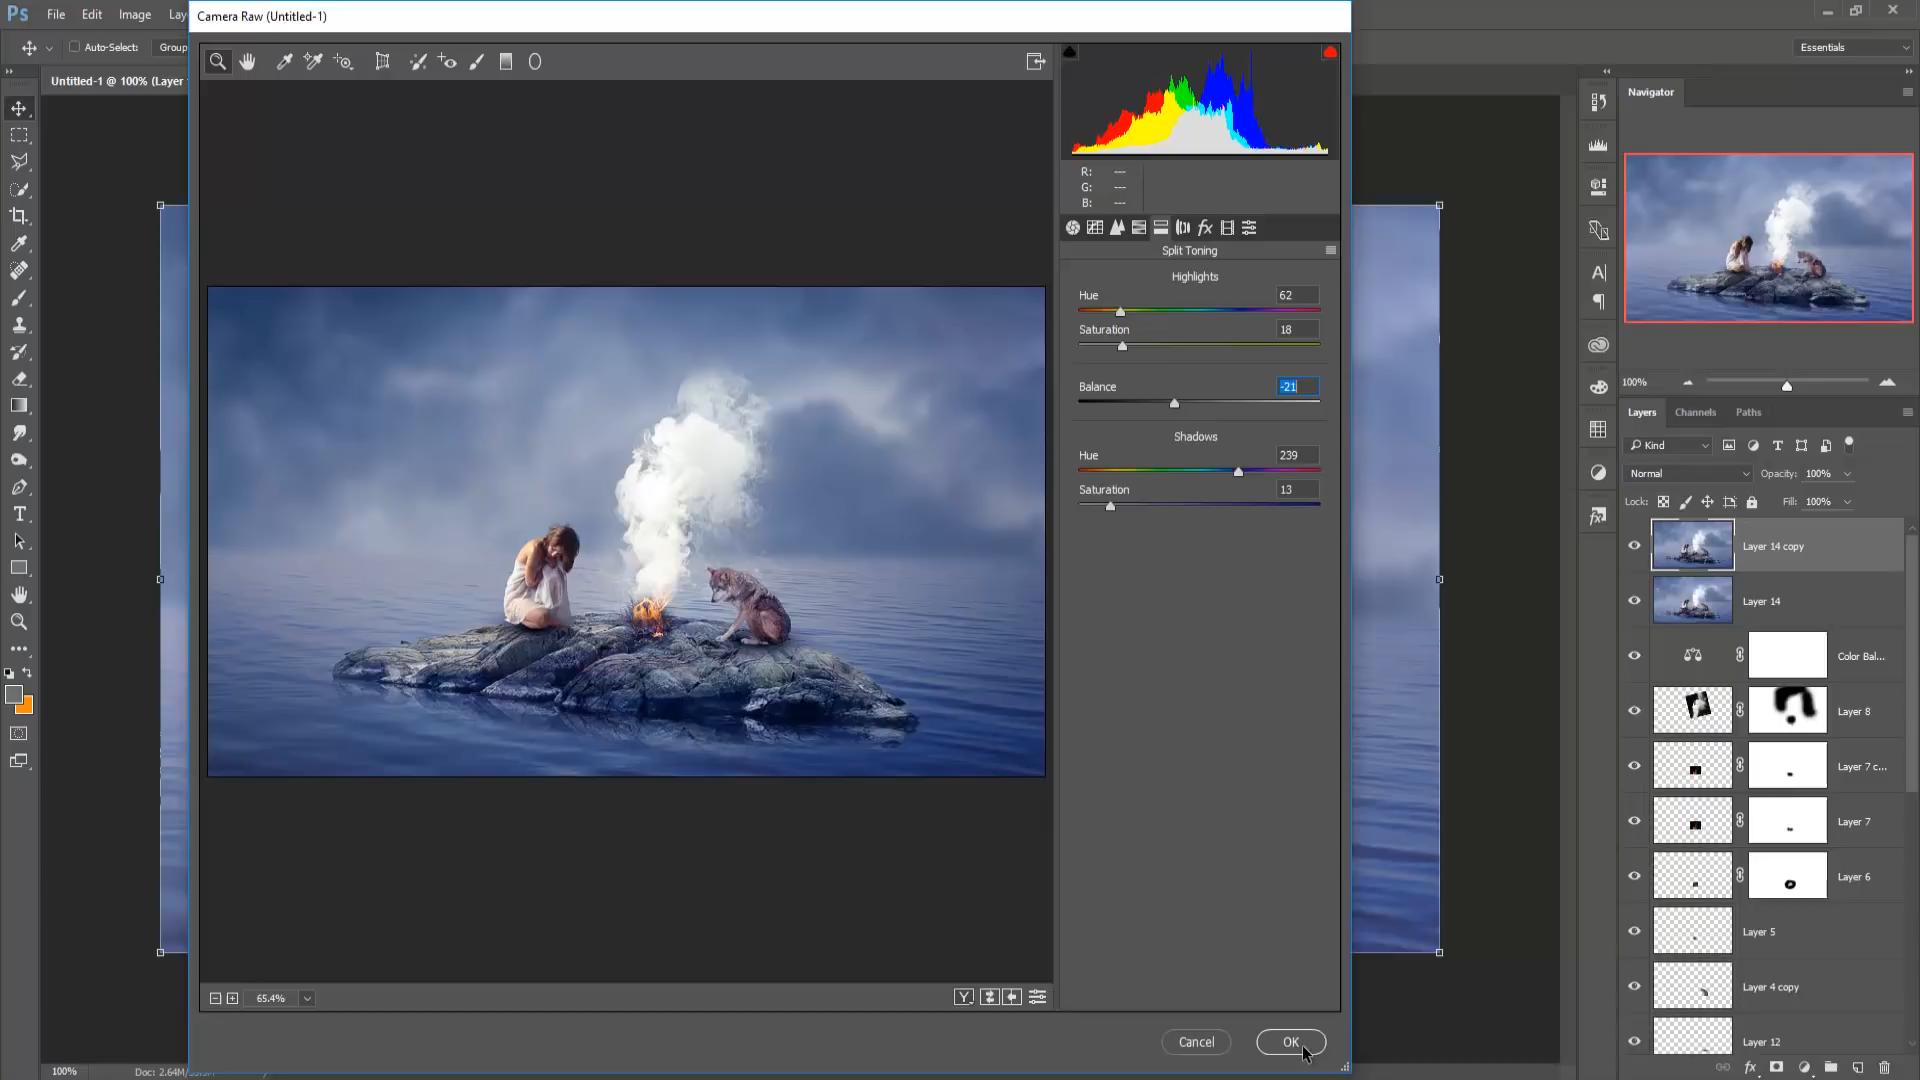 Ps File Edit Image Lay
Camera Raw (Untitled-1)
Auto-Select: Group
Essentials
Untitled-1 @ 100% (Layer
Navigator
R: ---
G: ---
B: ---
Split Toning
Highlights
Hue 62
Saturation 18
Balance -21
Shadows
Hue 239
Saturation 13
100%
Layers Channels Paths
Kind
Normal Opacity: 100%
Lock: Fill: 100%
Layer 14 copy
Layer 14
Color Bal...
Layer 8
Layer 7 c...
Layer 7
Layer 6
Layer 5
Layer 4 copy
Layer 12
65.4%
Cancel OK
100% Doc: 2.64M/